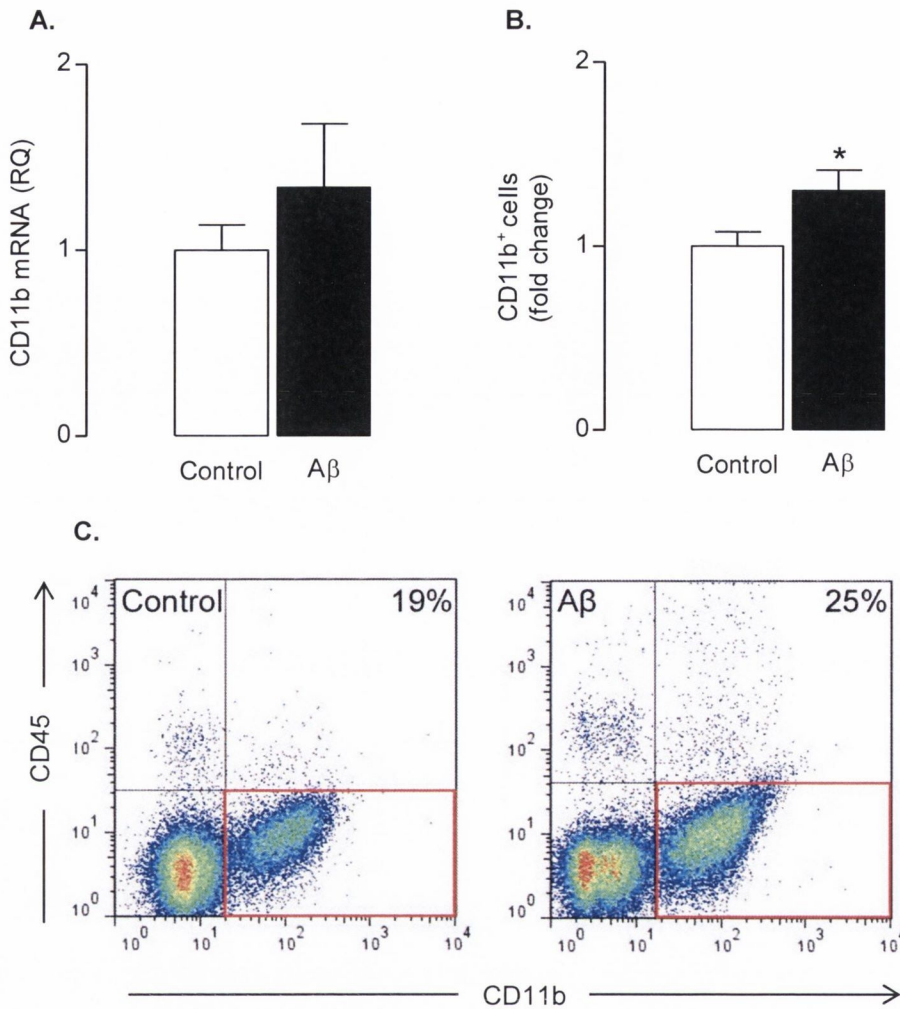 A.
2
1
0
CD11b mRNA (RQ)
Control
Aβ
B.
2
1
0
CD11b⁺ cells
(fold change)
*
Control
Aβ
C.
CD45
Control
19%
10⁴
10³
10²
10¹
10⁰
10⁰
10¹
10²
10³
10⁴
Aβ
25%
10⁴
10³
10²
10¹
10⁰
10⁰
10¹
10²
10³
10⁴
CD11b